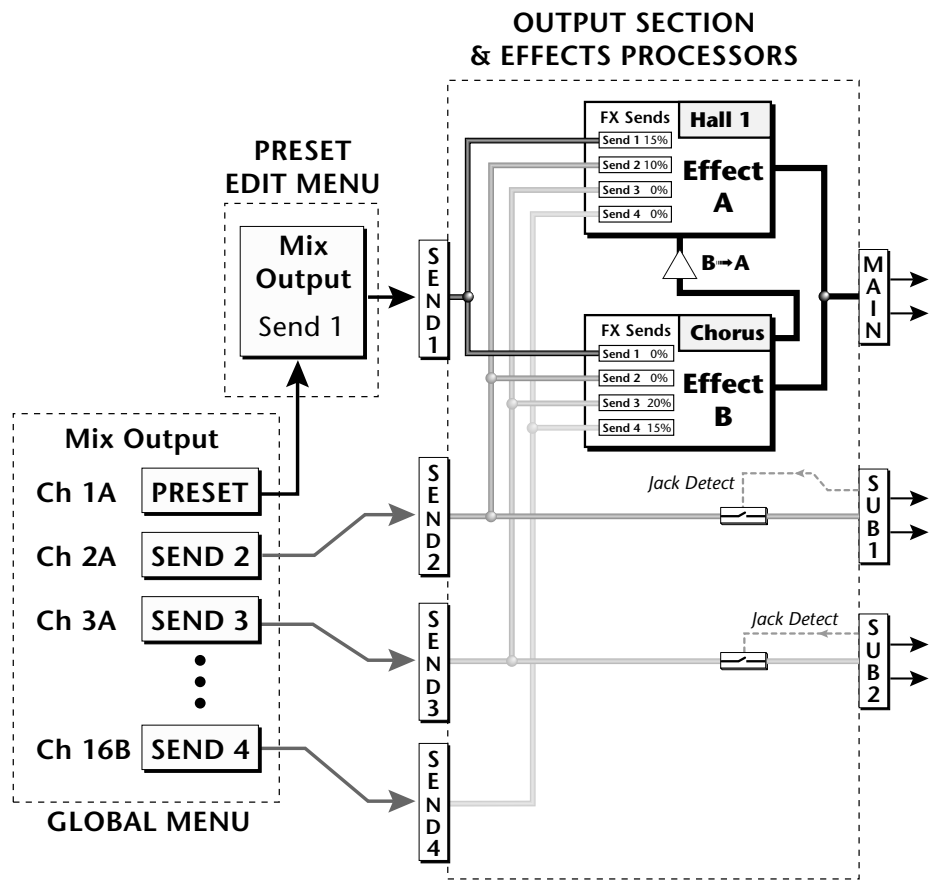 OUTPUT SECTION
& EFFECTS PROCESSORS
PRESET
EDIT MENU
Mix
Output
Send 1
SEND1
FX Sends
Hall 1
Send 1 15%
Send 2 10%
Send 3 0%
Send 4 0%
Effect
A
B➟A
FX Sends
Chorus
Send 1 0%
Send 2 0%
Send 3 20%
Send 4 15%
Effect
B
MAIN
Mix Output
Ch 1A PRESET
Ch 2A SEND 2
Ch 3A SEND 3
Ch 16B SEND 4
GLOBAL MENU
SEND2
Jack Detect
SUB1
SEND3
Jack Detect
SUB2
SEND4